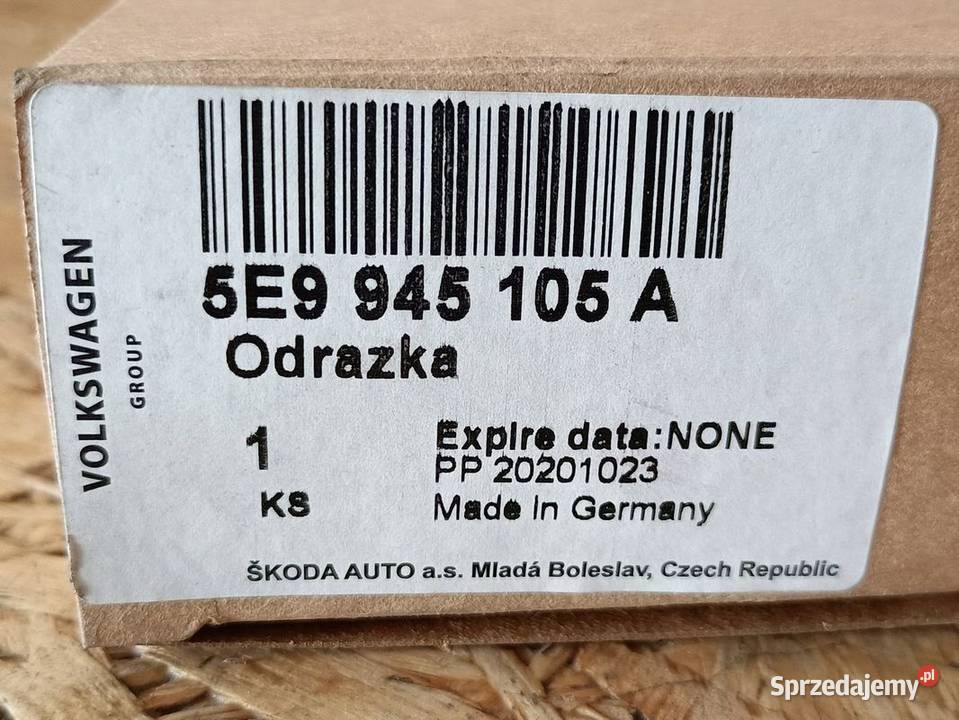 VOLKSWAGEN
GROUP
5E9 945 105 A
Odrazka
1
KS
Expire data:NONE
PP 20201023
Made In Germany
ŠKODA AUTO a.s. Mladá Boleslav, Czech Republic
Sprzedajemy.pl